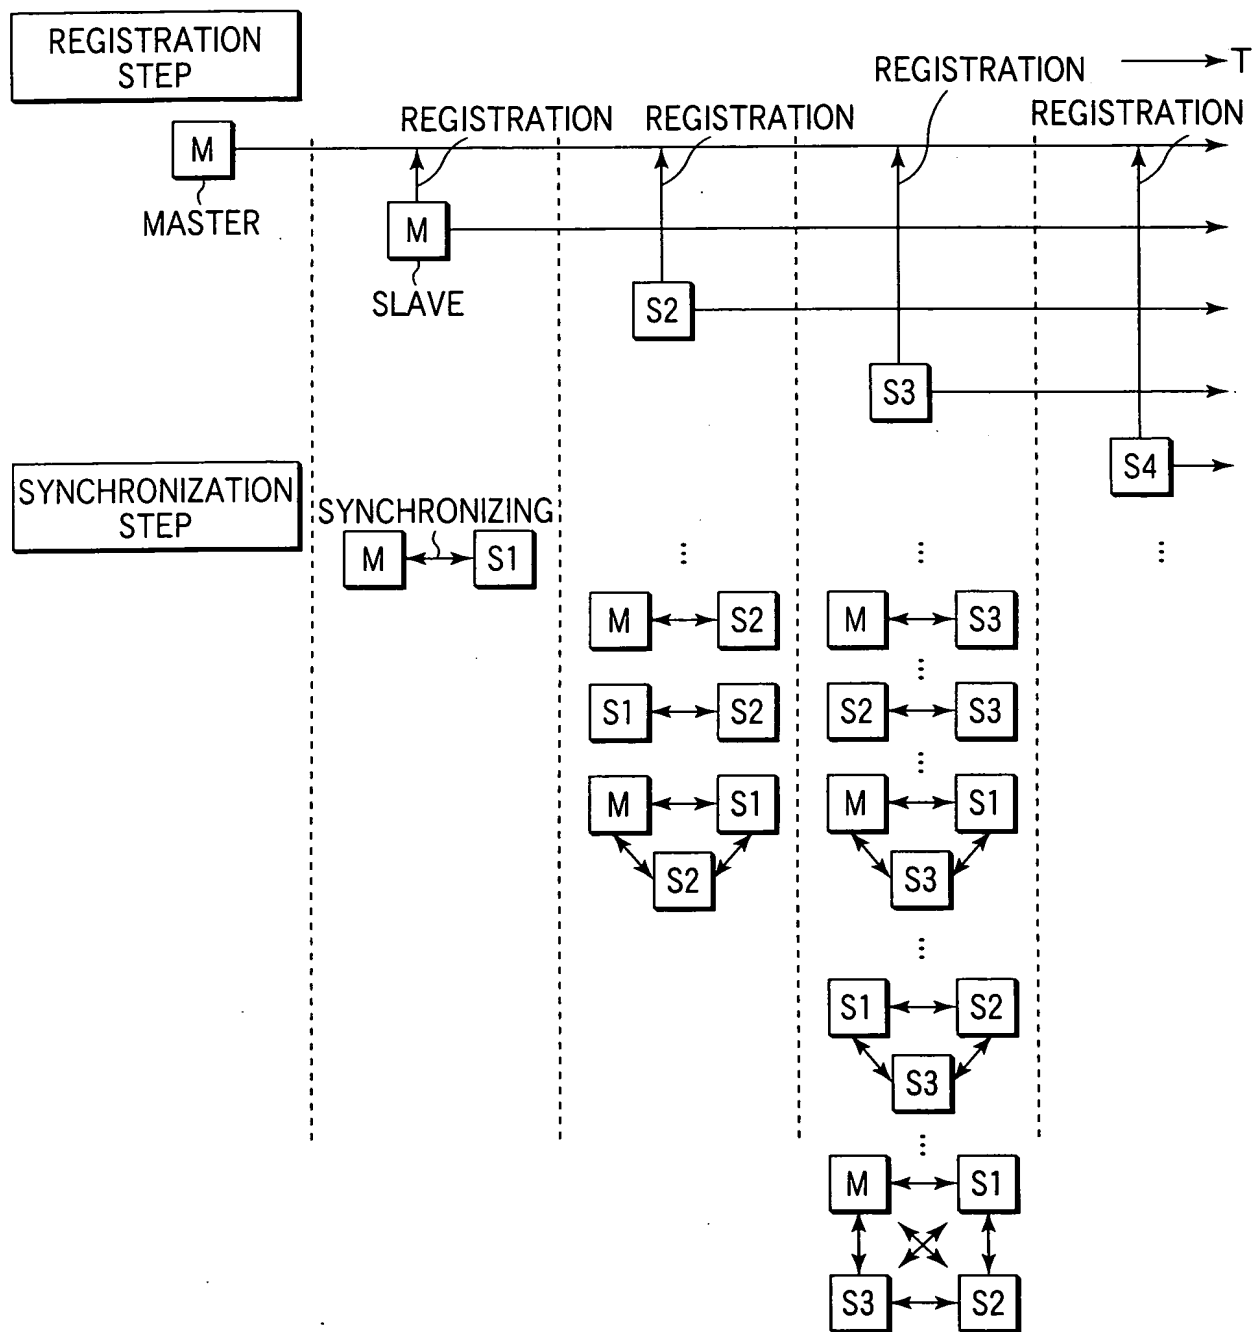 REGISTRATION
STEP
T
REGISTRATION
REGISTRATION
REGISTRATION
REGISTRATION
M
MASTER
M
SLAVE
S2
S3
S4
SYNCHRONIZATION
STEP
SYNCHRONIZING
M
S1
...
...
...
M
S2
M
S3
...
S1
S2
S2
S3
...
M
S1
S2
M
S1
S3
...
S1
S2
S3
...
M
S1
S3
S2